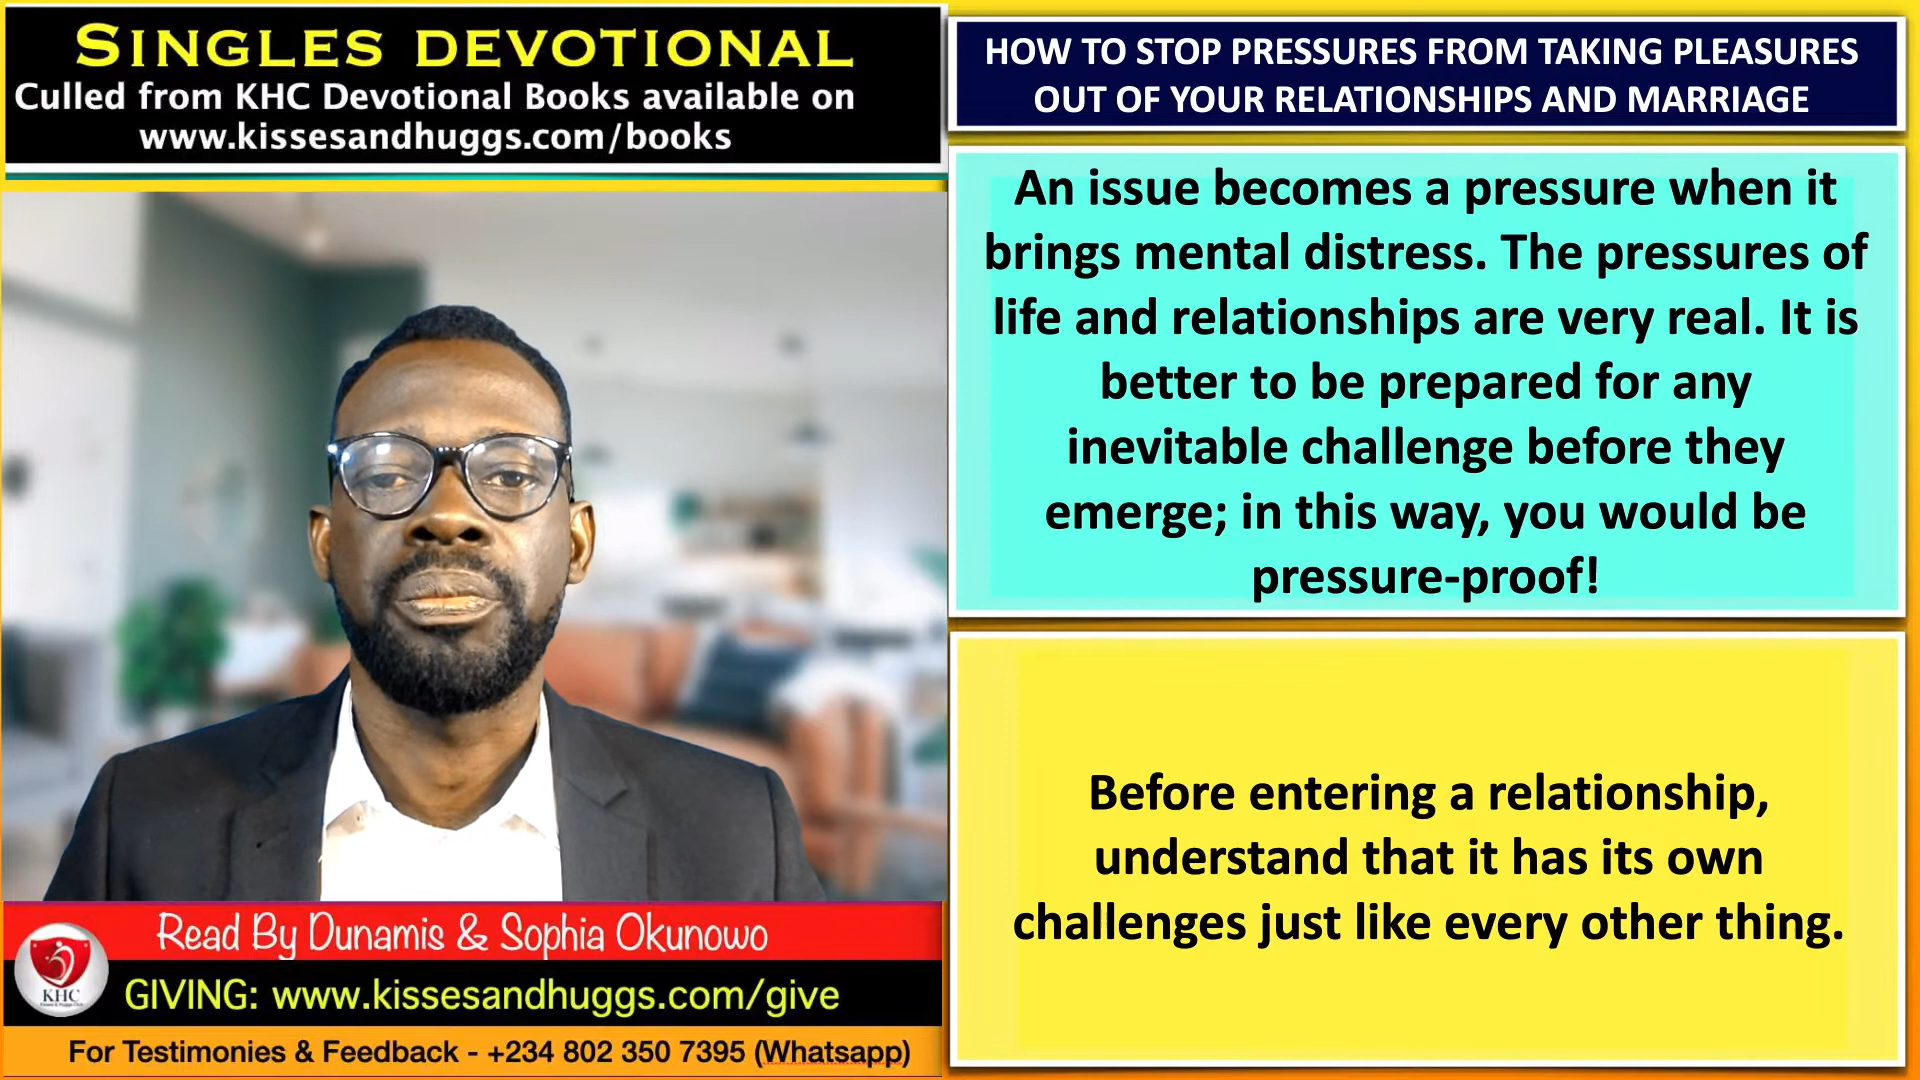 SINGLES DEVOTIONAL
Culled from KHC Devotional Books available on
www.kissesandhuggs.com/books
HOW TO STOP PRESSURES FROM TAKING PLEASURES
OUT OF YOUR RELATIONSHIPS AND MARRIAGE
An issue becomes a pressure when it
brings mental distress. The pressures of
life and relationships are very real. It is
better to be prepared for any
inevitable challenge before they
emerge; in this way, you would be
pressure-proof!
Before entering a relationship,
understand that it has its own
challenges just like every other thing.
Read By Dunamis & Sophia Okunowo
KHC
GIVING: www.kissesandhuggs.com/give
For Testimonies & Feedback - +234 802 350 7395 (Whatsapp)